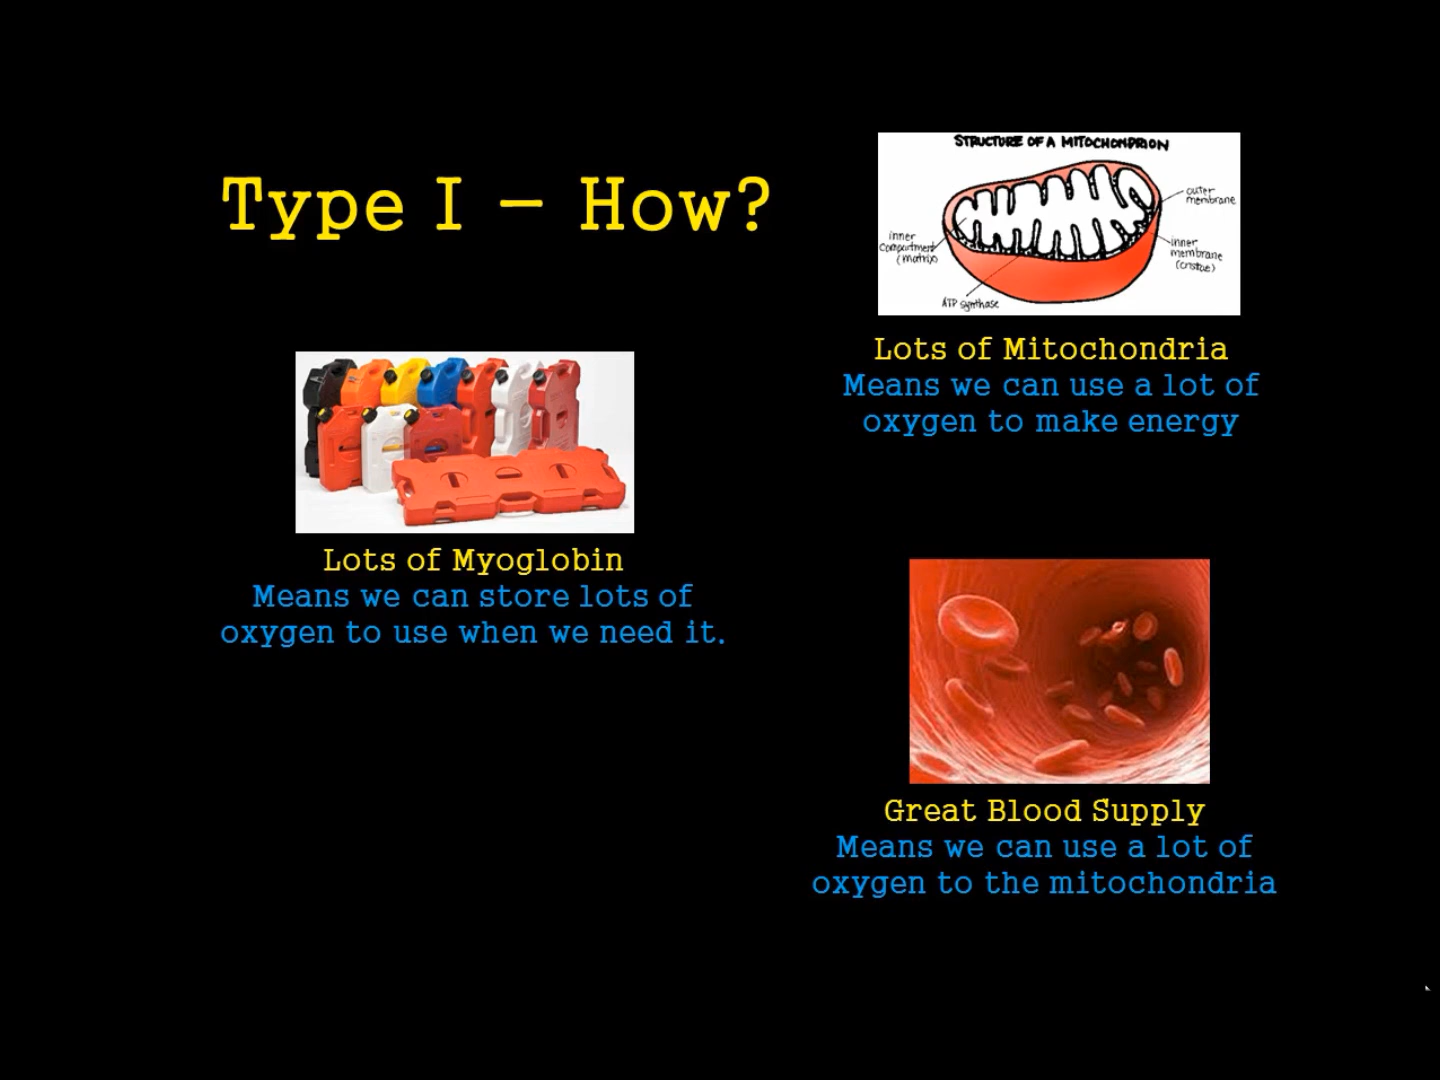 Type I – How?
STRUCTURE OF A MITOCHONDRION
outer
membrane
inner
compartment
(matrix)
inner
membrane
(cristae)
ATP synthase
Lots of Mitochondria
Means we can use a lot of
oxygen to make energy
Lots of Myoglobin
Means we can store lots of
oxygen to use when we need it.
Great Blood Supply
Means we can use a lot of
oxygen to the mitochondria